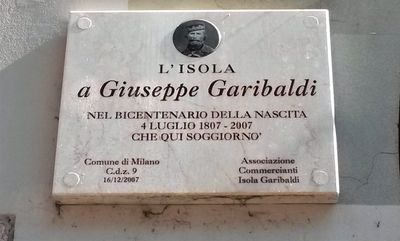 L'ISOLA
a Giuseppe Garibaldi
NEL BICENTENARIO DELLA NASCITA
4 LUGLIO 1807 - 2007
CHE QUI SOGGIORNO'
Comune di Milano
C.d.z. 9
16/12/2007
Associazione
Commercianti
Isola Garibaldi